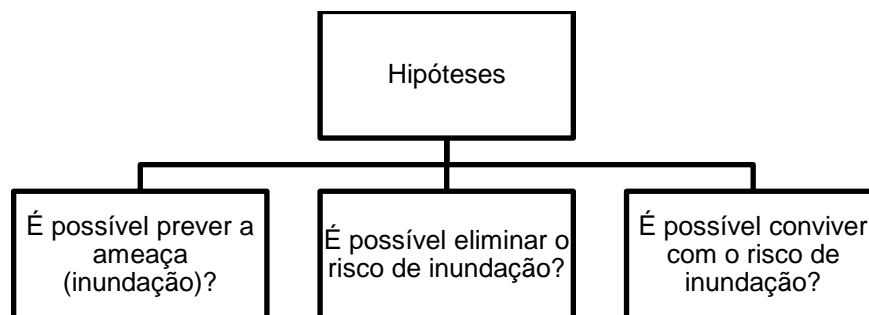 Hipóteses
É possível prever a
ameaça
(inundação)?
É possível eliminar o
risco de inundação?
É possível conviver
com o risco de
inundação?